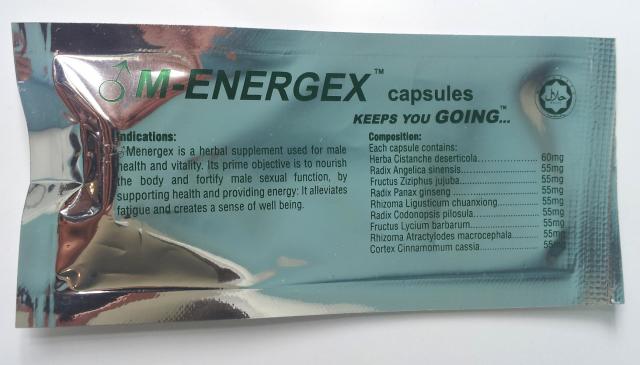 ♂ M-ENERGEX™ capsules
KEEPS YOU GOING™...
Indications:
♂Menergex is a herbal supplement used for male
health and vitality. Its prime objective is to nourish
the body and fortify male sexual function, by
supporting health and providing energy: It alleviates
fatigue and creates a sense of well being.
Composition:
Each capsule contains:
Herba Cistanche deserticola........................ 60mg
Radix Angelica sinensis.............................. 55mg
Fructus Ziziphus jujuba............................... 55mg
Radix Panax ginseng.................................. 55mg
Rhizoma Ligusticum chuanxiong................ 55mg
Radix Codonopsis pilosula.......................... 55mg
Fructus Lycium barbarum........................... 55mg
Rhizoma Atractylodes macrocephala......... 55mg
Cortex Cinnamomum cassia....................... 55mg
حلال